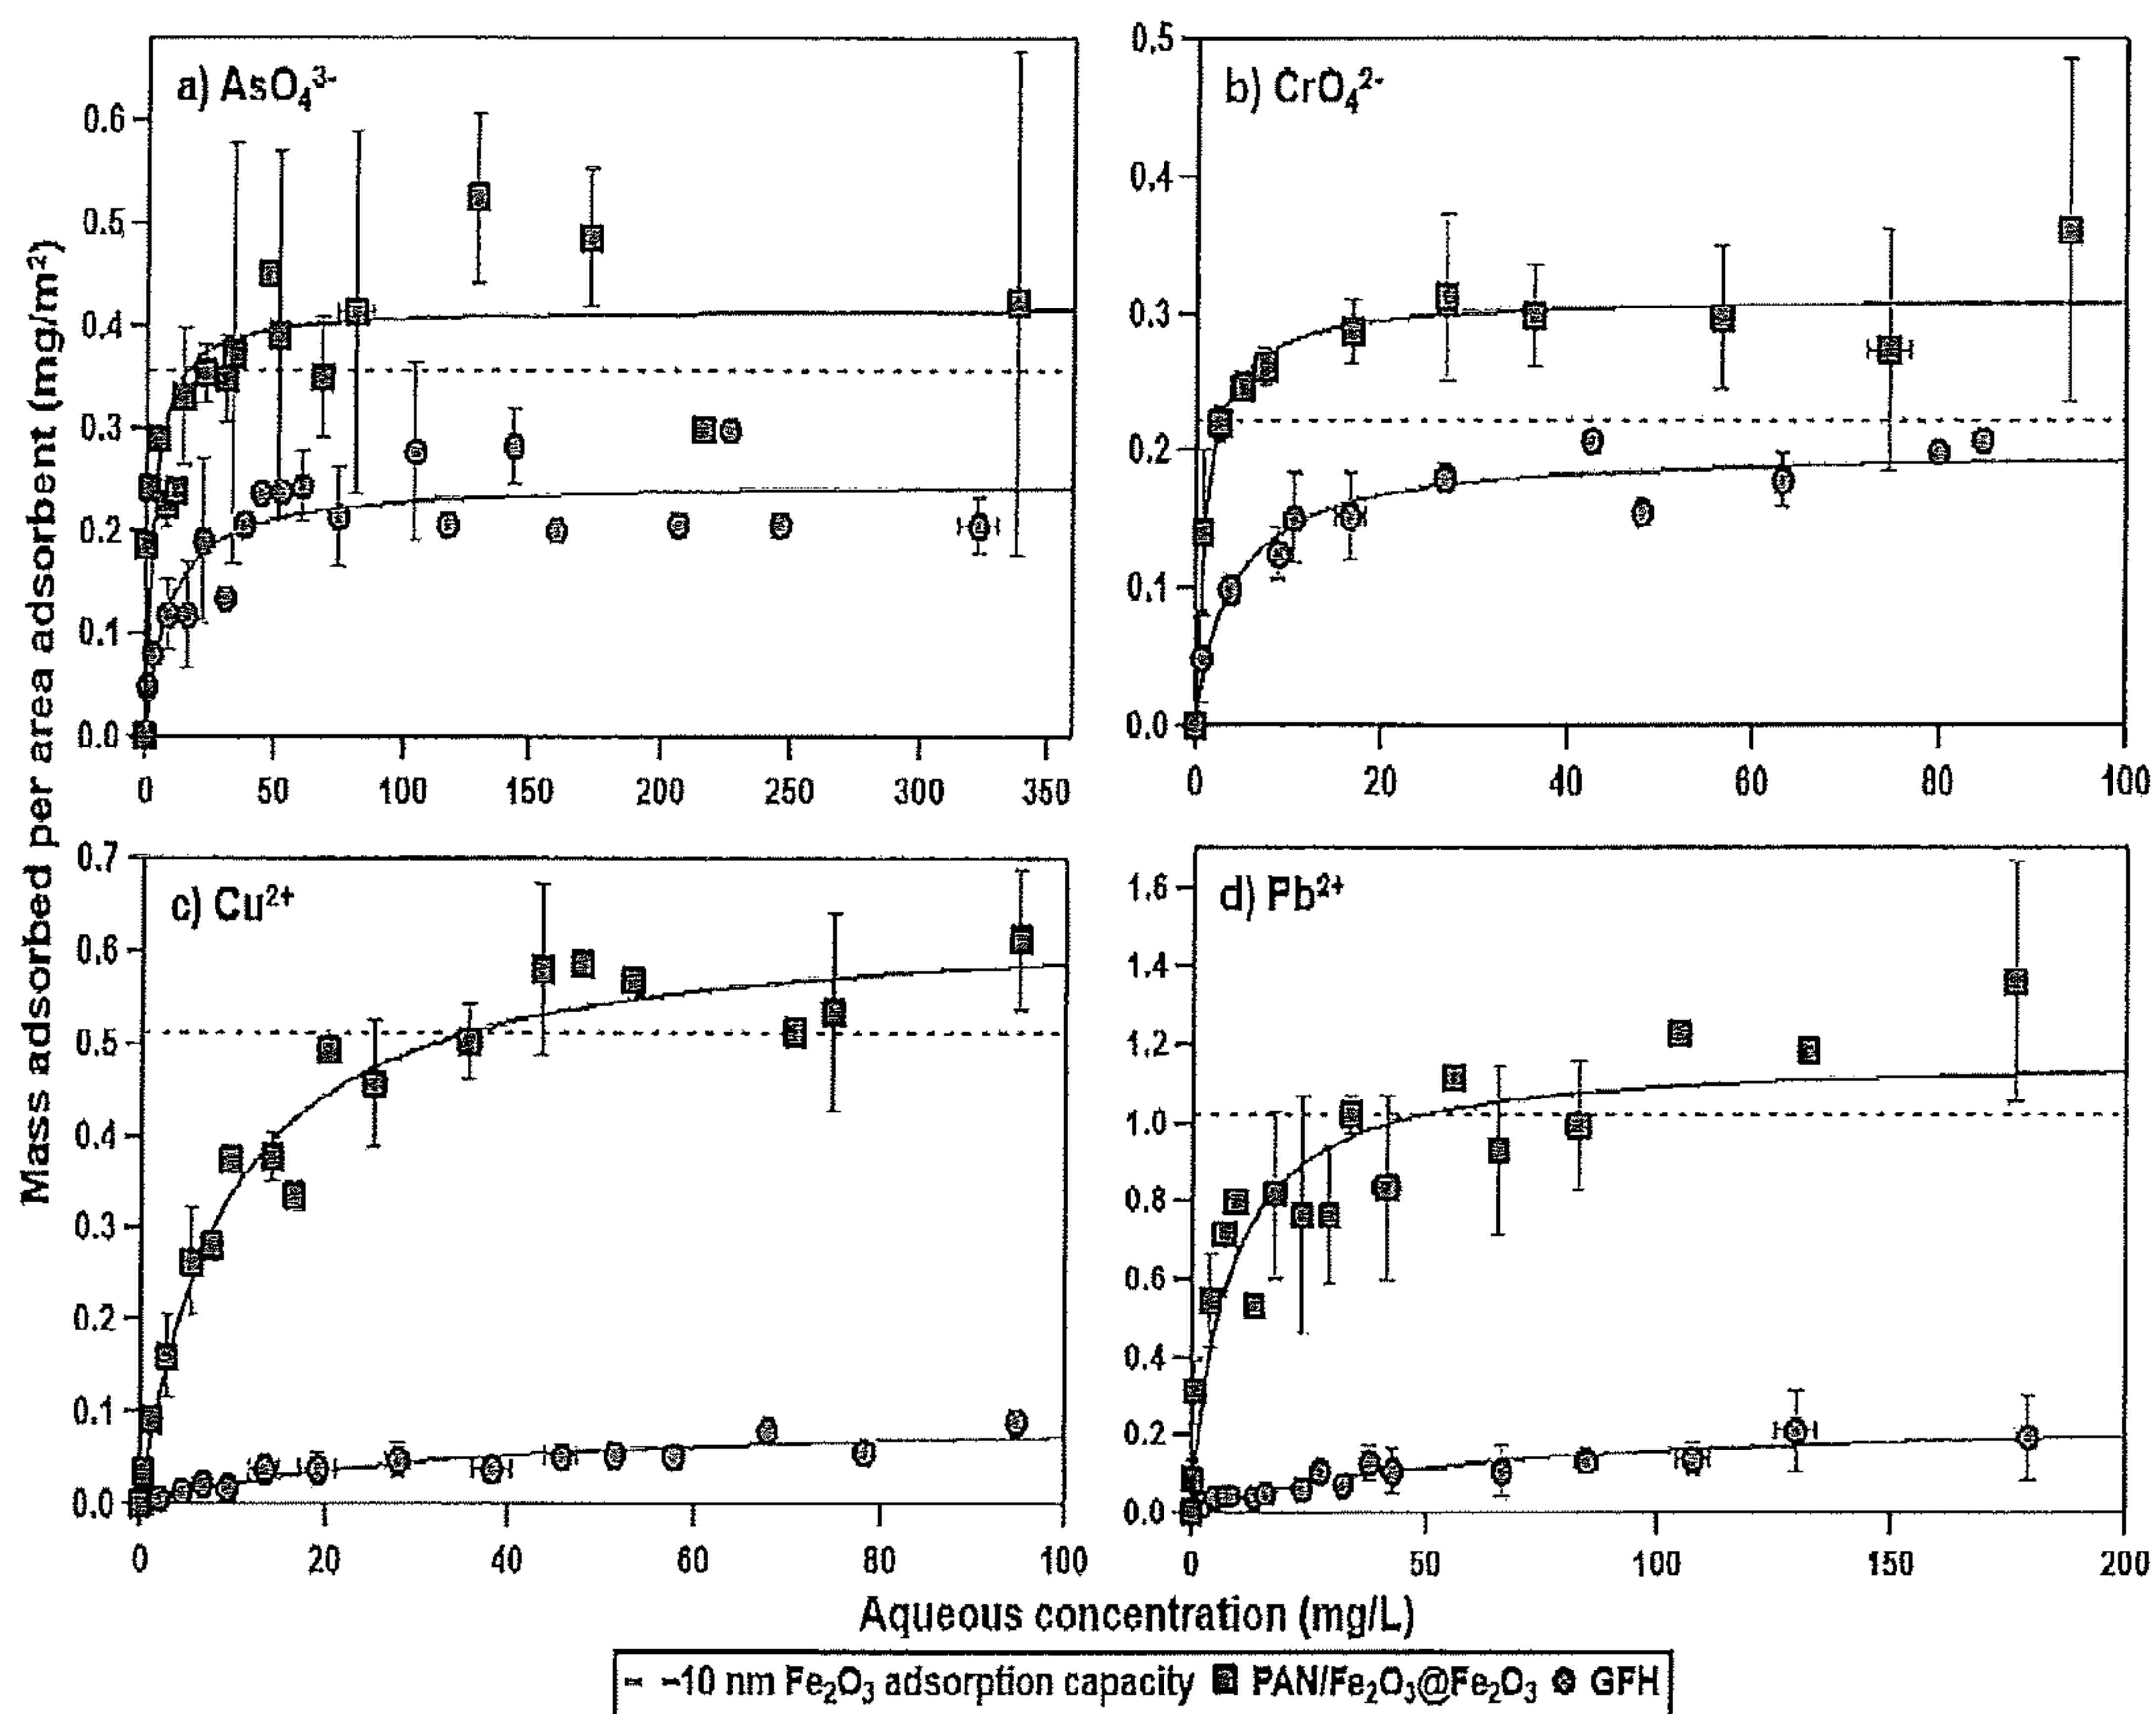 Mass adsorbed per area adsorbent (mg/m²)
a) AsO₄³⁻
0.6
0.5
0.4
0.3
0.2
0.1
0.0
0 50 100 150 200 250 300 350
b) CrO₄²⁻
0.5
0.4
0.3
0.2
0.1
0.0
0 20 40 60 80 100
c) Cu²⁺
0.7
0.6
0.5
0.4
0.3
0.2
0.1
0.0
0 20 40 60 80 100
d) Pb²⁺
1.6
1.4
1.2
1.0
0.8
0.6
0.4
0.2
0.0
0 50 100 150 200
Aqueous concentration (mg/L)
~10 nm Fe₂O₃ adsorption capacity PAN/Fe₂O₃@Fe₂O₃ GFH